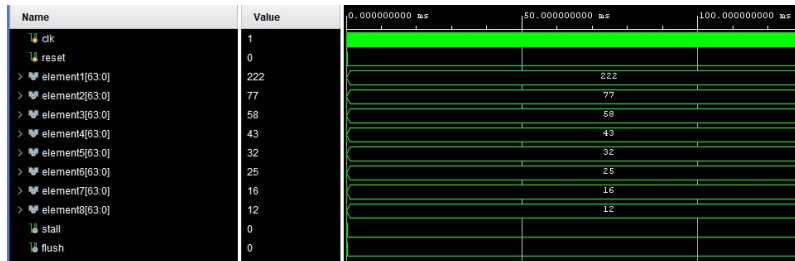 Name Value 0.000000000 ms 50.000000000 ms 100.000000000 ms
clk 1
reset 0
element1[63:0] 222 222
element2[63:0] 77 77
element3[63:0] 58 58
element4[63:0] 43 43
element5[63:0] 32 32
element6[63:0] 25 25
element7[63:0] 16 16
element8[63:0] 12 12
stall 0
flush 0